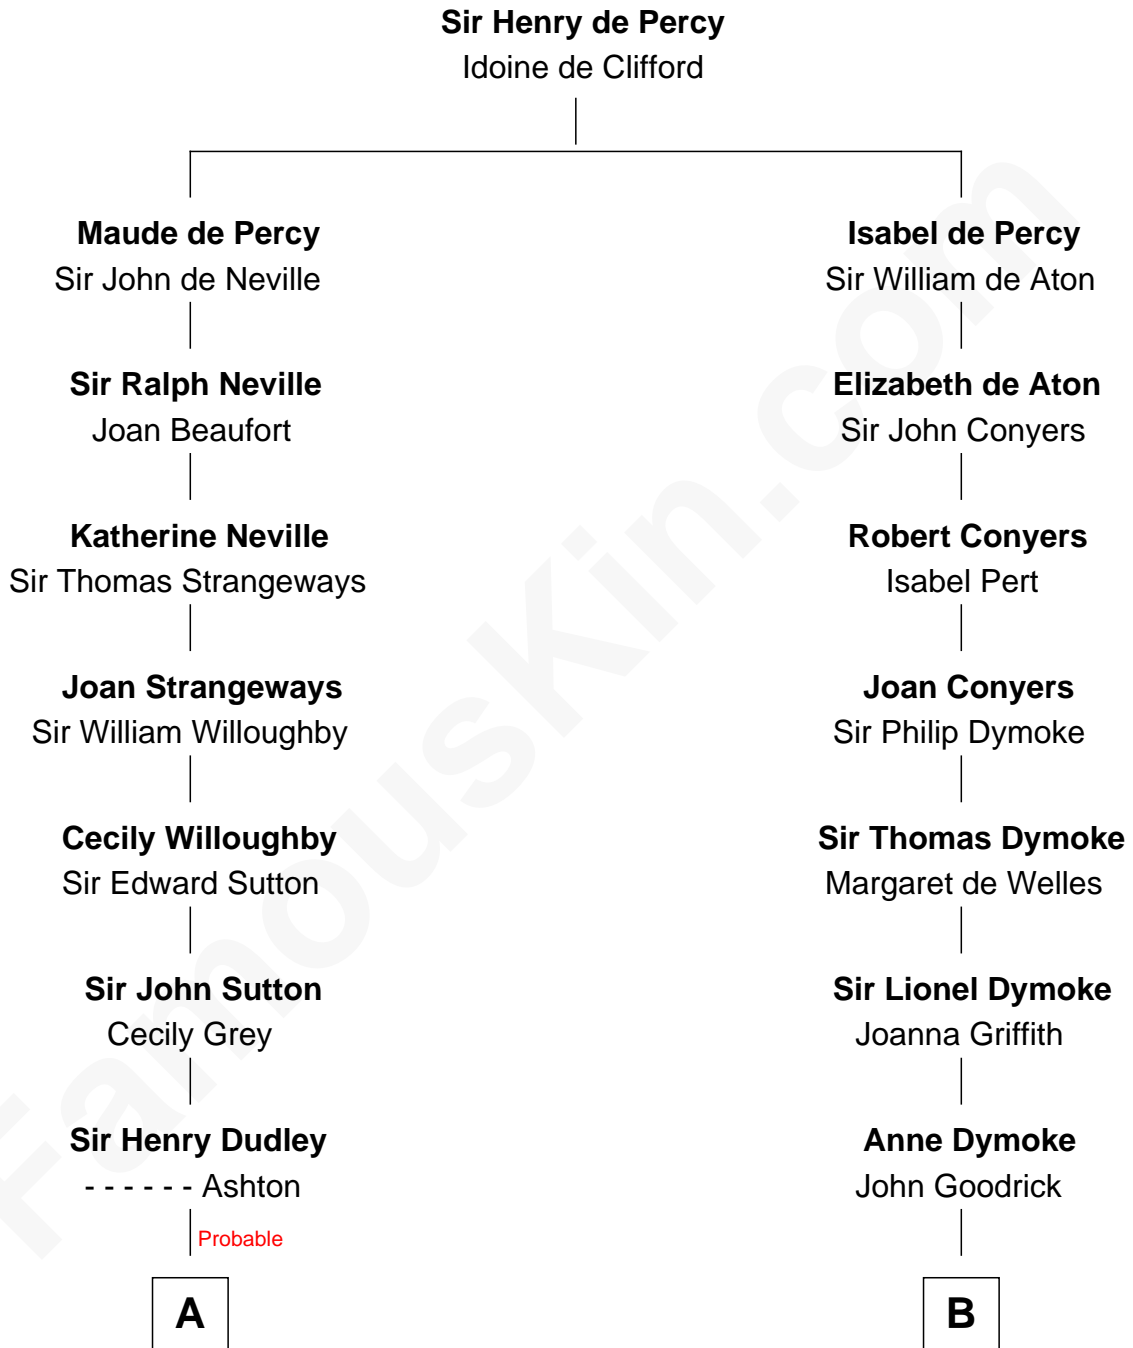 Sir Henry de Percy
Idoine de Clifford
Maude de Percy
Sir John de Neville
Isabel de Percy
Sir William de Aton
Sir Ralph Neville
Joan Beaufort
Elizabeth de Aton
Sir John Conyers
Katherine Neville
Sir Thomas Strangeways
Robert Conyers
Isabel Pert
Joan Strangeways
Sir William Willoughby
Joan Conyers
Sir Philip Dymoke
Cecily Willoughby
Sir Edward Sutton
Sir Thomas Dymoke
Margaret de Welles
Sir John Sutton
Cecily Grey
Sir Lionel Dymoke
Joanna Griffith
Sir Henry Dudley
- - - - - - Ashton
Anne Dymoke
John Goodrick
Probable
A
B
FamousKin.com